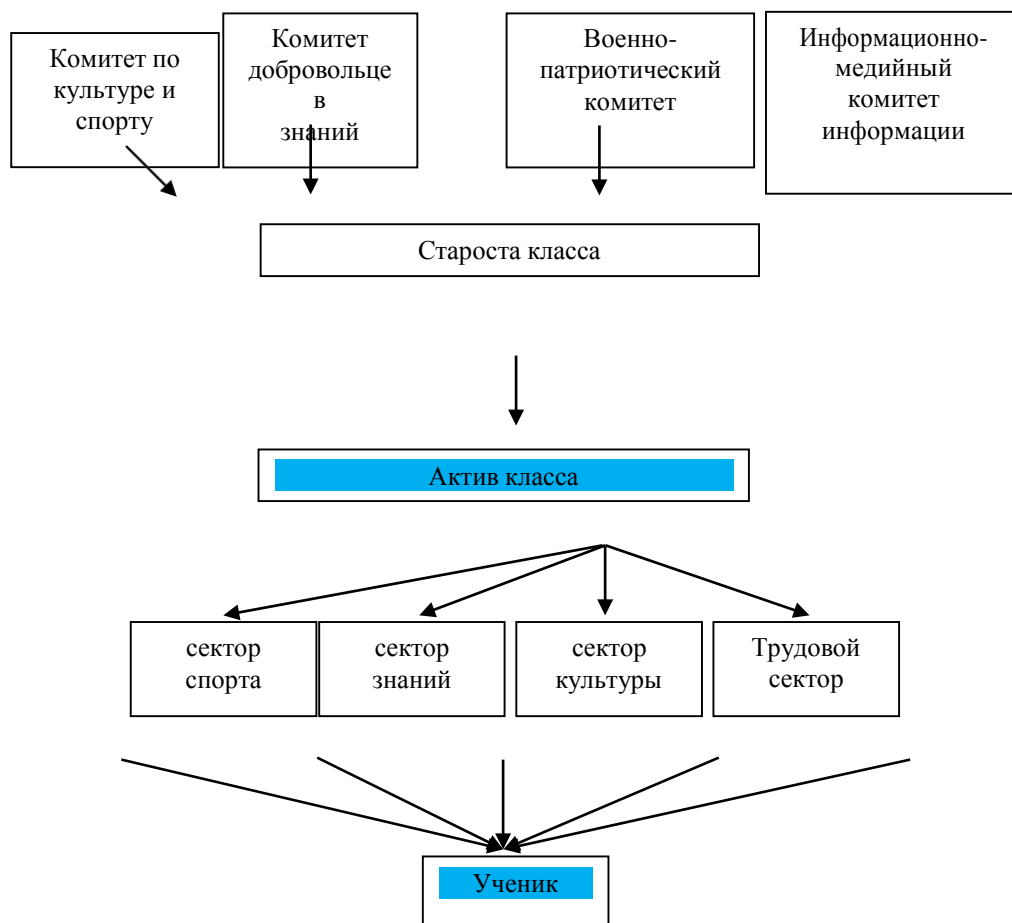 Комитет по
культуре и
спорту
Комитет
добровольце
в
знаний
Военно-
патриотический
комитет
Информационно-
медийный
комитет
информации
Староста класса
Актив класса
сектор
спорта
сектор
знаний
сектор
культуры
Трудовой
сектор
Ученик